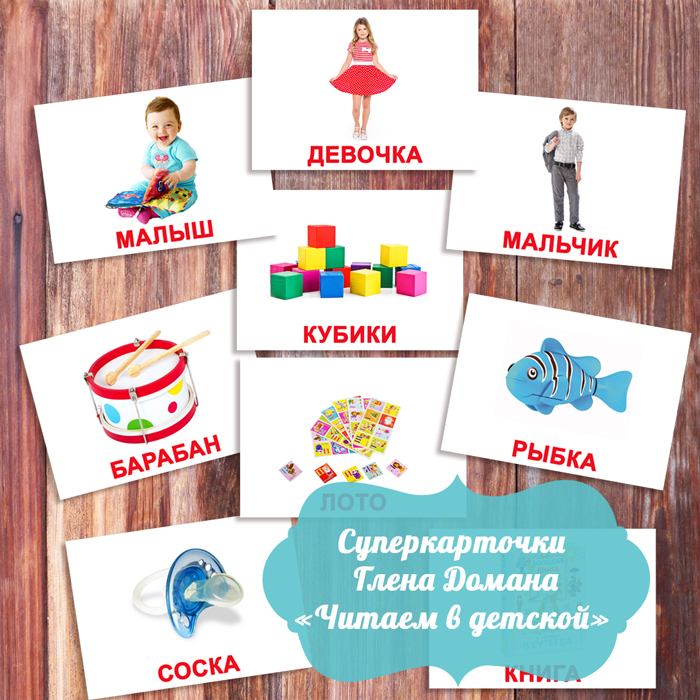 ДЕВОЧКА
МАЛЫШ
МАЛЬЧИК
КУБИКИ
БАРАБАН
РЫБКА
ЛОТО
Суперкарточки
Глена Домана
«Читаем в детской»
СОСКА
КНИГА